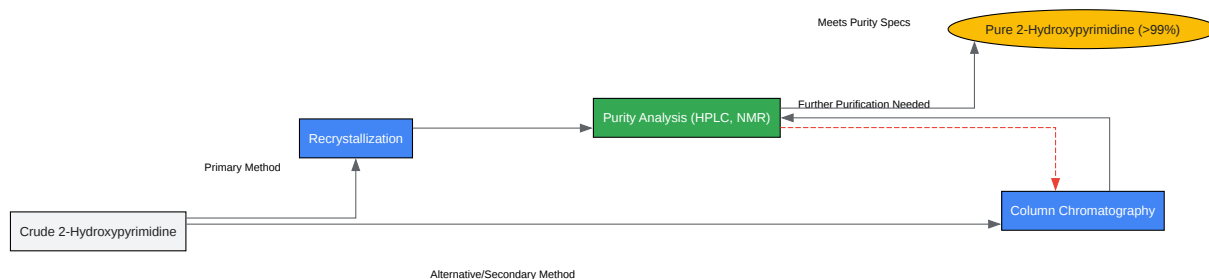 Meets Purity Specs
Pure 2-Hydroxypyrimidine (>99%)
Further Purification Needed
Purity Analysis (HPLC, NMR)
Recrystallization
Primary Method
Column Chromatography
Crude 2-Hydroxypyrimidine
Alternative/Secondary Method